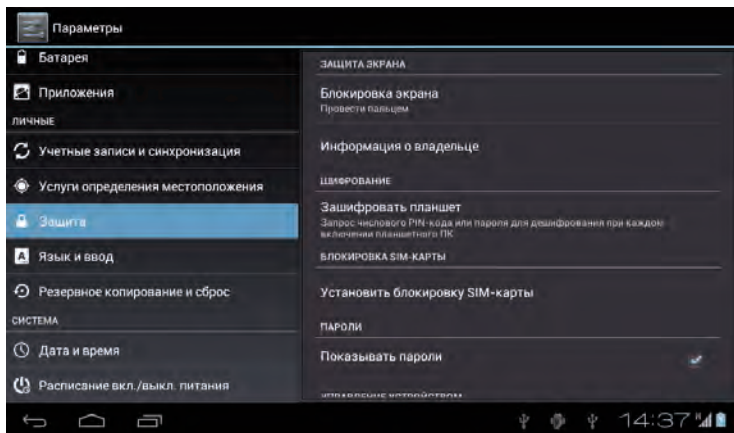 Параметры
Батарея
Приложения
ЛИЧНЫЕ
Учетные записи и синхронизация
Услуги определения местоположения
Защита
Язык и ввод
Резервное копирование и сброс
СИСТЕМА
Дата и время
Расписание вкл./выкл. питания
ЗАЩИТА ЭКРАНА
Блокировка экрана
Провести пальцем
Информация о владельце
ШИФРОВАНИЕ
Зашифровать планшет
Запрос числового PIN-кода или пароля для дешифрования при каждом
включении планшетного ПК
БЛОКИРОВКА SIM-КАРТЫ
Установить блокировку SIM-карты
ПАРОЛИ
Показывать пароли
УПРАВЛЕНИЕ УСТРОЙСТВОМ
14:37